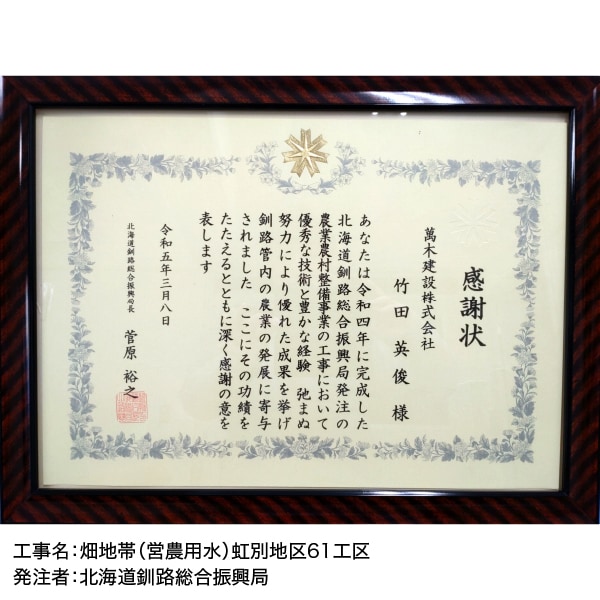 感謝状
萬木建設株式会社
竹田英俊様
あなたは令和四年に完成した
北海道釧路総合振興局発注の
農業農村整備事業の工事において
優秀な技術と豊かな経験 弛まぬ
努力により優れた成果を挙げ
釧路管内の農業の発展に寄与
されました ここにその功績を
たたえるとともに深く感謝の意を
表します
令和五年三月八日
北海道釧路総合振興局長 菅原裕之
工事名：畑地帯（営農用水）虹別地区61工区
発注者：北海道釧路総合振興局